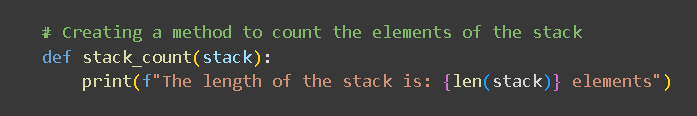 # Creating a method to count the elements of the stack
def stack_count(stack):
    print(f"The length of the stack is: {len(stack)} elements")